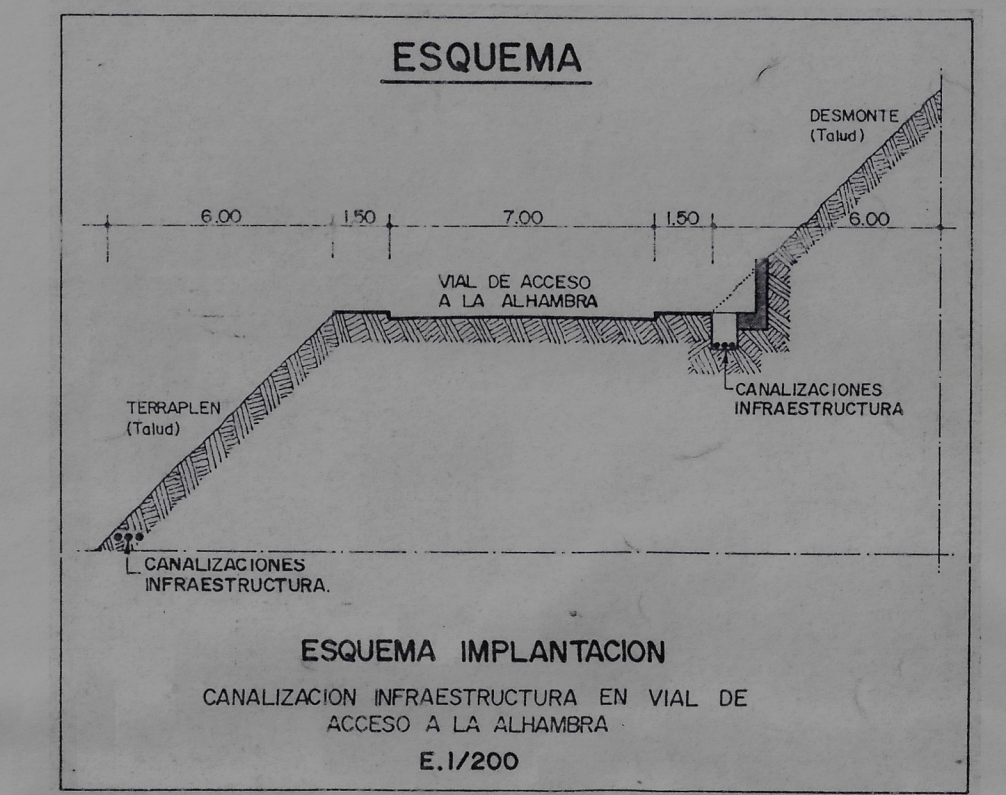 ESQUEMA
DESMONTE
(Talud)
6.00 1.50 7.00 1.50 6.00
VIAL DE ACCESO
A LA ALHAMBRA
CANALIZACIONES
INFRAESTRUCTURA
TERRAPLEN
(Talud)
CANALIZACIONES
INFRAESTRUCTURA.
ESQUEMA IMPLANTACION
CANALIZACION INFRAESTRUCTURA EN VIAL DE
ACCESO A LA ALHAMBRA
E.1/200